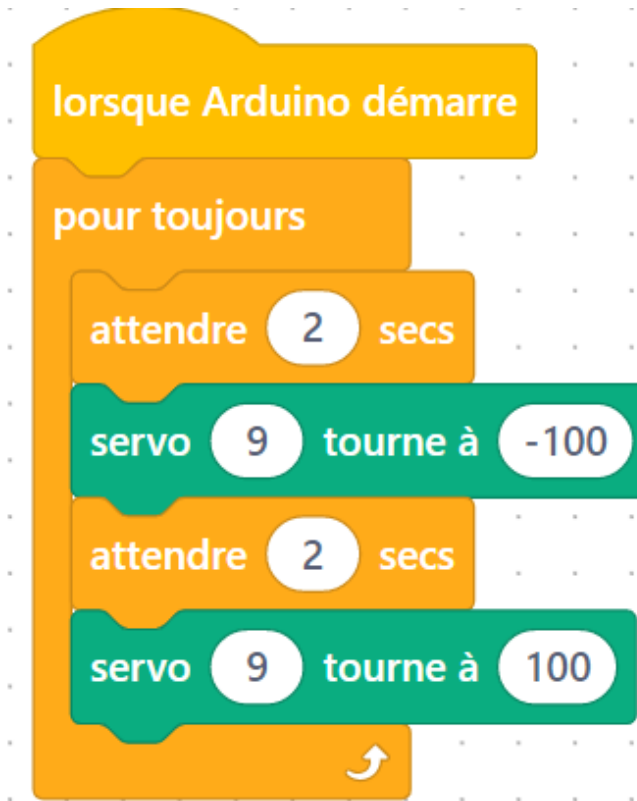 lorsque Arduino démarre
pour toujours
attendre 2 secs
servo 9 tourne à -100
attendre 2 secs
servo 9 tourne à 100